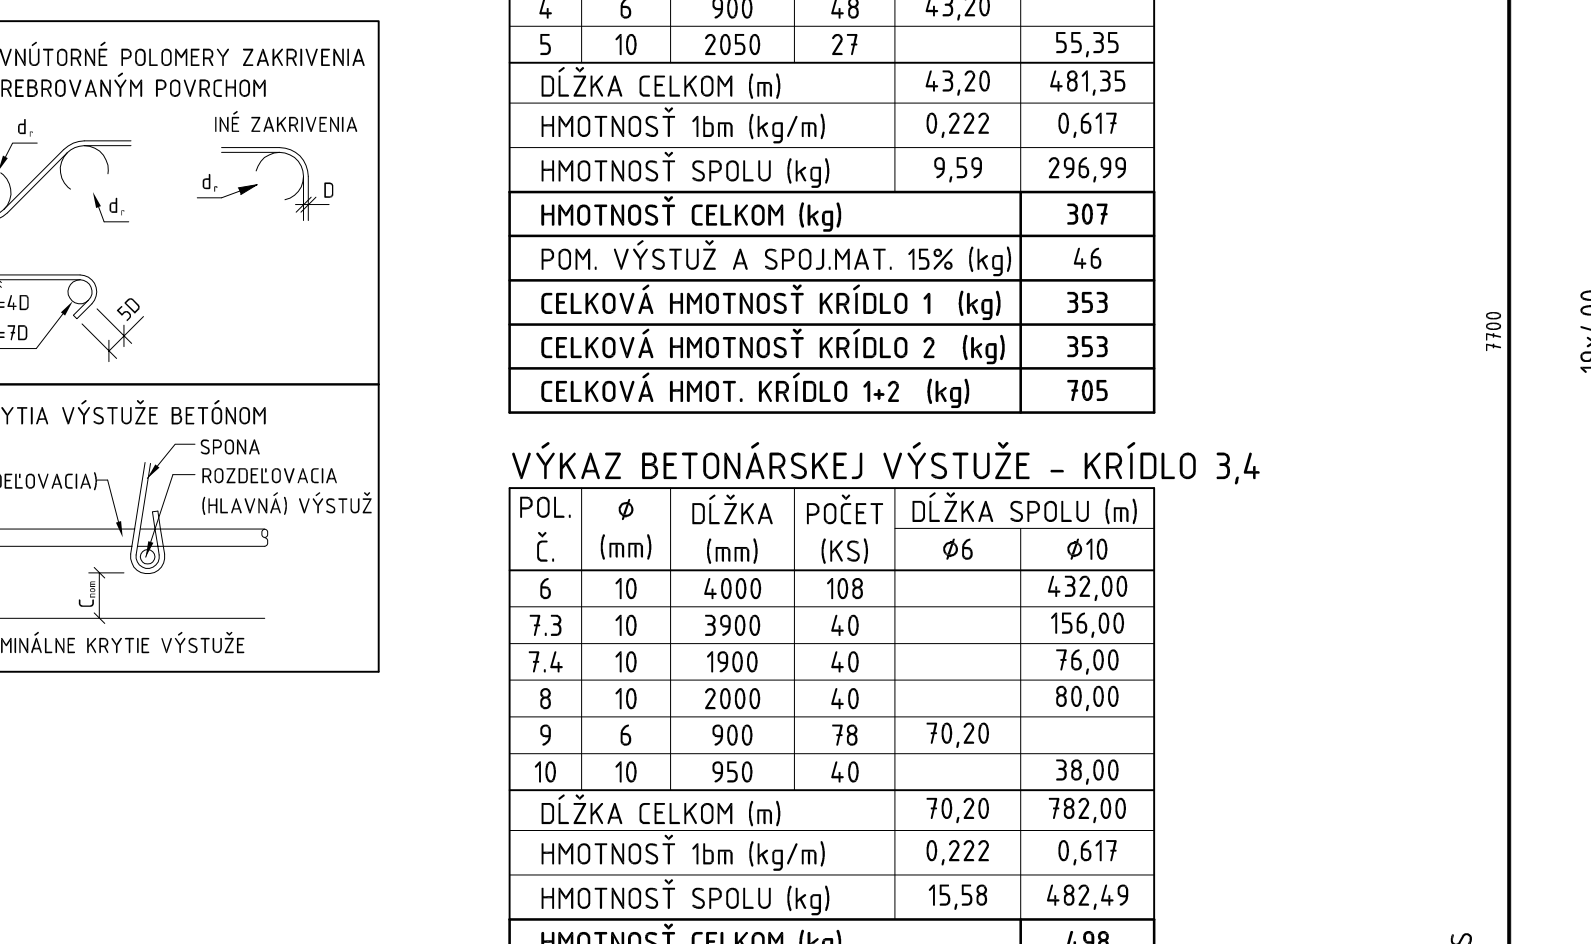 VNÚTORNÉ POLOMERY ZAKRIVENIA
REBROVANÝM POVRCHOM
INÉ ZAKRIVENIA
dr
dr
dr
D
=4D
=7D
5D
YTIA VÝSTUŽE BETÓNOM
SPONA
ROZDEĽOVACIA
(HLAVNÁ) VÝSTUŽ
DEĽOVACIA)
Cnom
MINÁLNE KRYTIE VÝSTUŽE
4 6 900 48 43,20
5 10 2050 27 55,35
DĹŽKA CELKOM (m) 43,20 481,35
HMOTNOSŤ 1bm (kg/m) 0,222 0,617
HMOTNOSŤ SPOLU (kg) 9,59 296,99
HMOTNOSŤ CELKOM (kg) 307
POM. VÝSTUŽ A SPOJ.MAT. 15% (kg) 46
CELKOVÁ HMOTNOSŤ KRÍDLO 1 (kg) 353
CELKOVÁ HMOTNOSŤ KRÍDLO 2 (kg) 353
CELKOVÁ HMOT. KRÍDLO 1+2 (kg) 705
VÝKAZ BETONÁRSKEJ VÝSTUŽE - KRÍDLO 3,4
POL. Ø DĹŽKA POČET DĹŽKA SPOLU (m)
Č. (mm) (mm) (KS) Ø6 Ø10
6 10 4000 108 432,00
7.3 10 3900 40 156,00
7.4 10 1900 40 76,00
8 10 2000 40 80,00
9 6 900 78 70,20
10 10 950 40 38,00
DĹŽKA CELKOM (m) 70,20 782,00
HMOTNOSŤ 1bm (kg/m) 0,222 0,617
HMOTNOSŤ SPOLU (kg) 15,58 482,49
HMOTNOSŤ CELKOM (kg) 498
7700